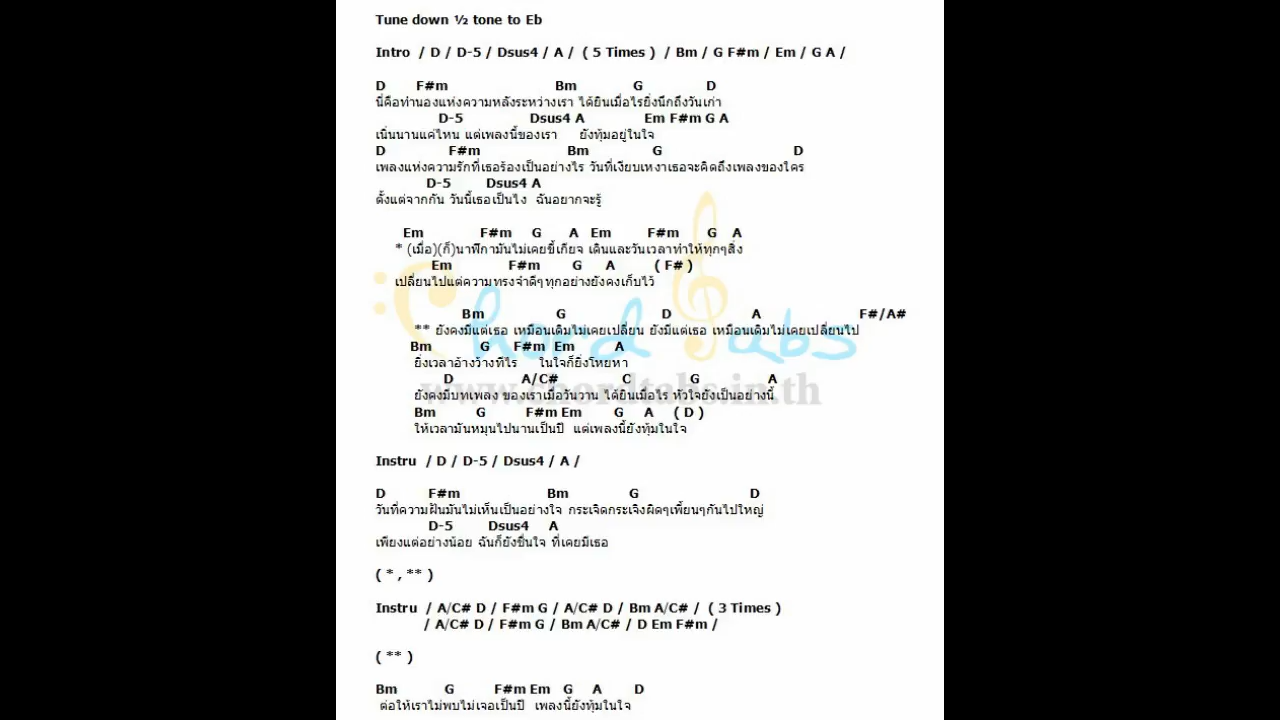 Tune down ½ tone to Eb
Intro / D / D-5 / Dsus4 / A / ( 5 Times ) / Bm / G F#m / Em / G A /
D F#m Bm G D
นี่คือทำนองแห่งความหลังระหว่างเรา ได้ยินเมื่อไรยิ่งนึกถึงวันเก่า
D-5 Dsus4 A Em F#m G A
เนิ่นนานแค่ไหน แต่เพลงนี้ของเรา ยังทุ้มอยู่ในใจ
D F#m Bm G D
เพลงแห่งความรักที่เธอร้องเป็นอย่างไร วันที่เงียบเหงาเธอจะคิดถึงเพลงของใคร
D-5 Dsus4 A
ตั้งแต่จากกัน วันนี้เธอเป็นไง ฉันอยากจะรู้
Em F#m G A Em F#m G A
* (เมื่อ)(ก็)นาฬิกามันไม่เคยขี้เกียจ เดินและวันเวลาทำให้ทุกๆสิ่ง
Em F#m G A ( F# )
เปลี่ยนไปแต่ความทรงจำดีๆทุกอย่างยังคงเก็บไว้
Bm G D A F#/A#
** ยังคงมีแต่เธอ เหมือนเดิมไม่เคยเปลี่ยน ยังมีแต่เธอ เหมือนเดิมไม่เคยเปลี่ยนไป
Bm G F#m Em A
ยิ่งเวลาอ้างว้างทีไร ในใจก็ยิ่งโหยหา
D A/C# C G A
ยังคงมีบทเพลง ของเราเมื่อวันวาน ได้ยินเมื่อไร หัวใจยังเป็นอย่างนี้
Bm G F#m Em G A ( D )
ให้เวลามันหมุนไปนานเป็นปี แต่เพลงนี้ยังทุ้มในใจ
Chord Tabs
www.chordtabs.in.th
Instru / D / D-5 / Dsus4 / A /
D F#m Bm G D
วันที่ความฝันมันไม่เห็นเป็นอย่างใจ กระเจิดกระเจิงผิดๆเพี้ยนๆกันไปใหญ่
D-5 Dsus4 A
เพียงแต่อย่างน้อย ฉันก็ยังชื่นใจ ที่เคยมีเธอ
( * , ** )
Instru / A/C# D / F#m G / A/C# D / Bm A/C# / ( 3 Times )
/ A/C# D / F#m G / Bm A/C# / D Em F#m /
( ** )
Bm G F#m Em G A D
ต่อให้เราไม่พบไม่เจอเป็นปี เพลงนี้ยังทุ้มในใจ